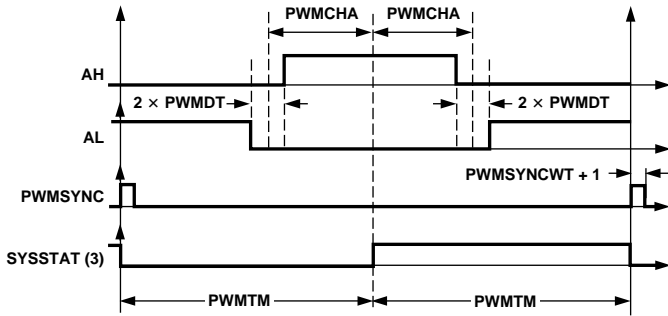 PWMCHA PWMCHA
AH
2 × PWMDT 2 × PWMDT
AL
PWMSYNCWT + 1
PWMSYNC
SYSSTAT (3)
PWMTM PWMTM